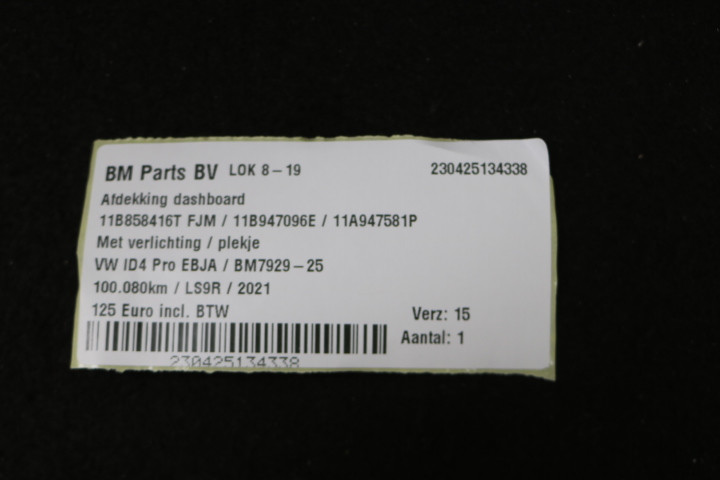 BM Parts BV LOK 8-19 230425134338
Afdekking dashboard
11B858416T FJM / 11B947096E / 11A947581P
Met verlichting / plekje
VW ID4 Pro EBJA / BM7929-25
100.080km / LS9R / 2021
125 Euro incl. BTW Verz: 15
Aantal: 1
230425134338